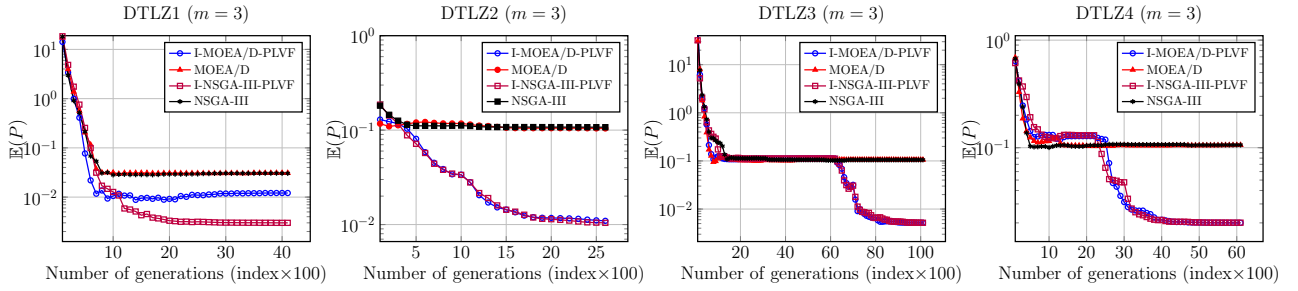 DTLZ1 (m = 3)
10^1
10^0
10^−1
10^−2
10 20 30 40
𝔼(P)
Number of generations (index×100)
I-MOEA/D-PLVF
MOEA/D
I-NSGA-III-PLVF
NSGA-III
DTLZ2 (m = 3)
10^0
10^−1
10^−2
5 10 15 20 25
𝔼(P)
Number of generations (index×100)
I-MOEA/D-PLVF
MOEA/D
I-NSGA-III-PLVF
NSGA-III
DTLZ3 (m = 3)
10^1
10^0
10^−1
10^−2
20 40 60 80 100
𝔼(P)
Number of generations (index×100)
I-MOEA/D-PLVF
MOEA/D
I-NSGA-III-PLVF
NSGA-III
DTLZ4 (m = 3)
10^0
10^−1
10 20 30 40 50 60
𝔼(P)
Number of generations (index×100)
I-MOEA/D-PLVF
MOEA/D
I-NSGA-III-PLVF
NSGA-III